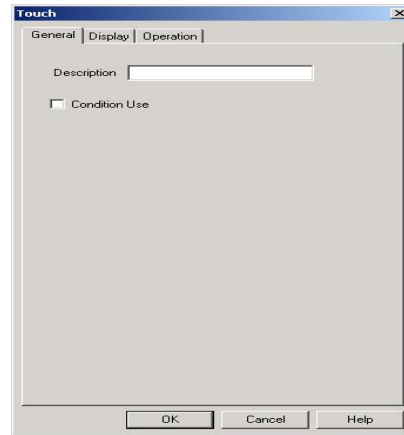 Touch
General Display Operation
Description
Condition Use
OK Cancel Help